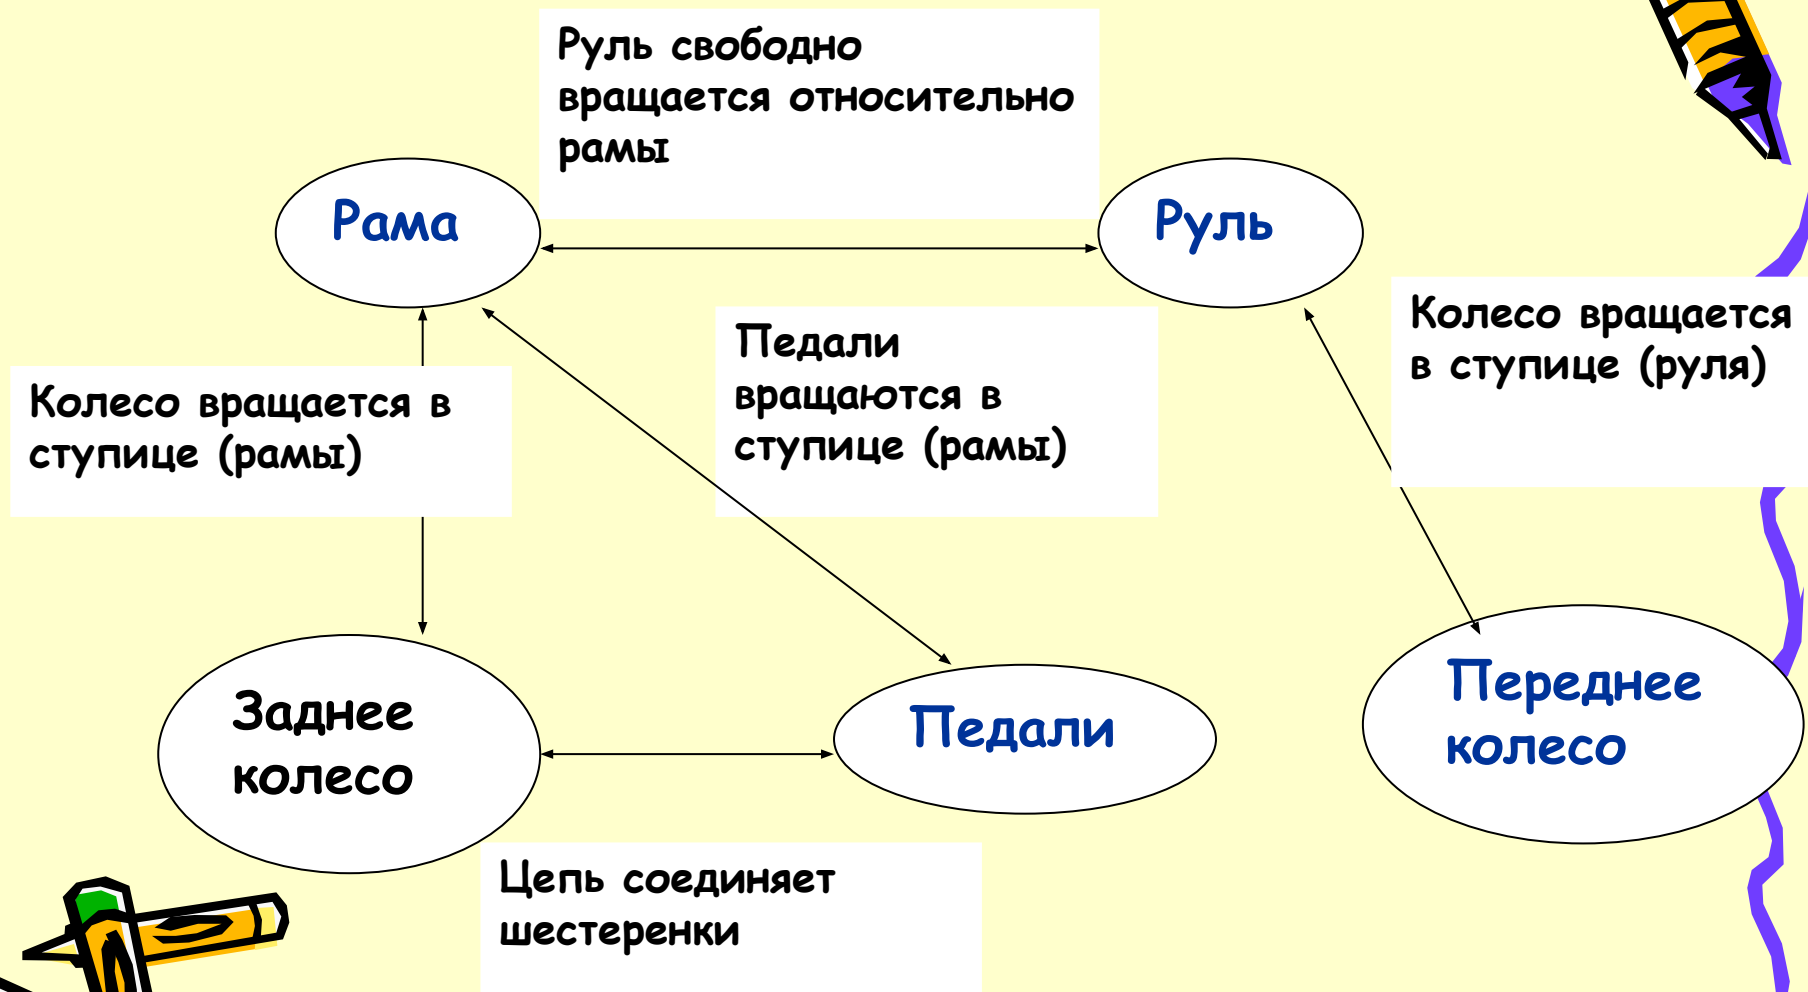 Руль свободно
вращается относительно
рамы
Рама
Руль
Колесо вращается
в ступице (руля)
Педали
вращаются в
ступице (рамы)
Колесо вращается в
ступице (рамы)
Заднее
колесо
Педали
Переднее
колесо
Цепь соединяет
шестеренки